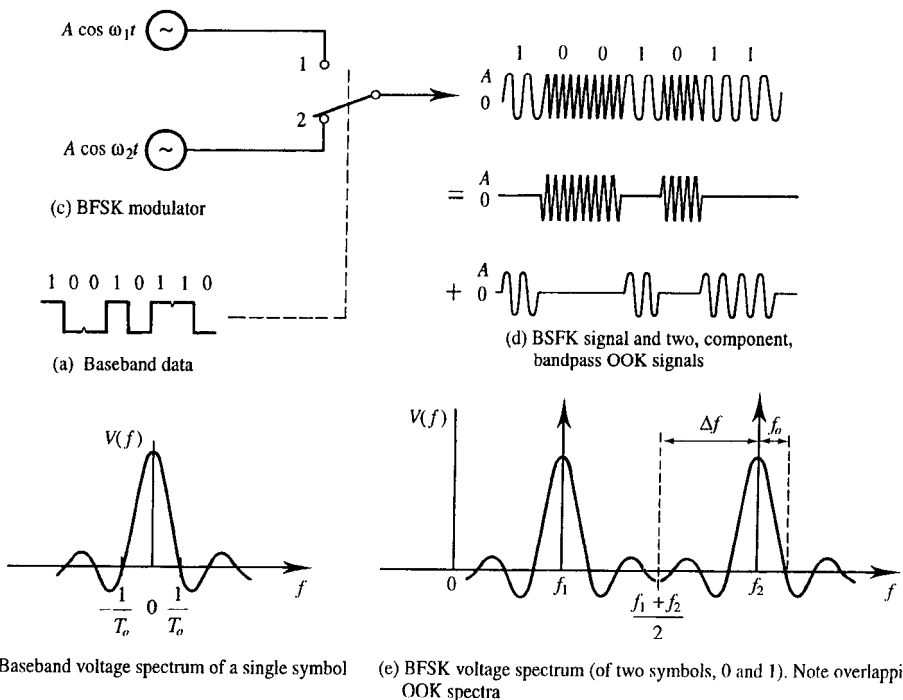 A cos ω₁t
1
2
A cos ω₂t
(c) BFSK modulator
1 0 0 1 0 1 1 0
(a) Baseband data
1 0 0 1 0 1 1
A
0
= A
0
+ A
0
(d) BSFK signal and two, component,
bandpass OOK signals
V(f)
-1/Tₒ 0 1/Tₒ
f
Baseband voltage spectrum of a single symbol
V(f)
Δf
fₒ
0 f₁ f₁ + f₂ / 2 f₂ f
(e) BFSK voltage spectrum (of two symbols, 0 and 1). Note overlappi
OOK spectra